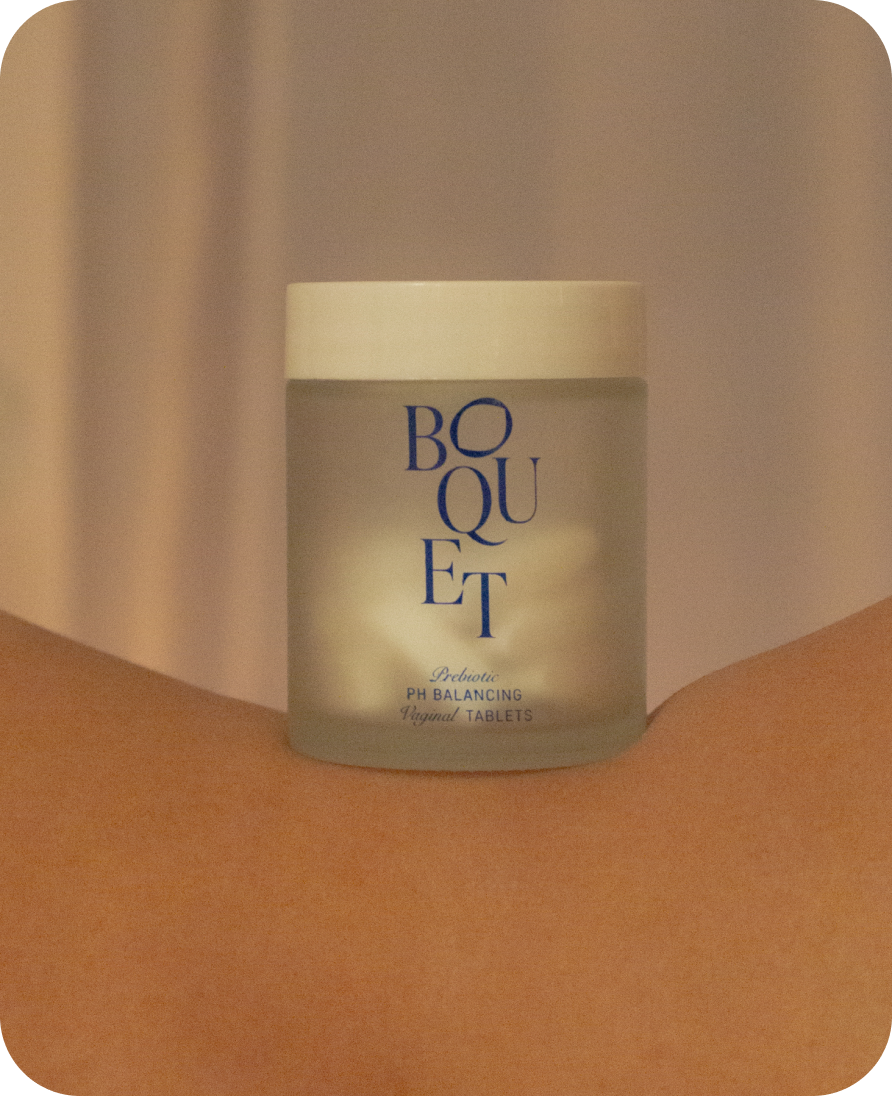 BO
QU
ET
Prebiotic
PH BALANCING
Vaginal TABLETS